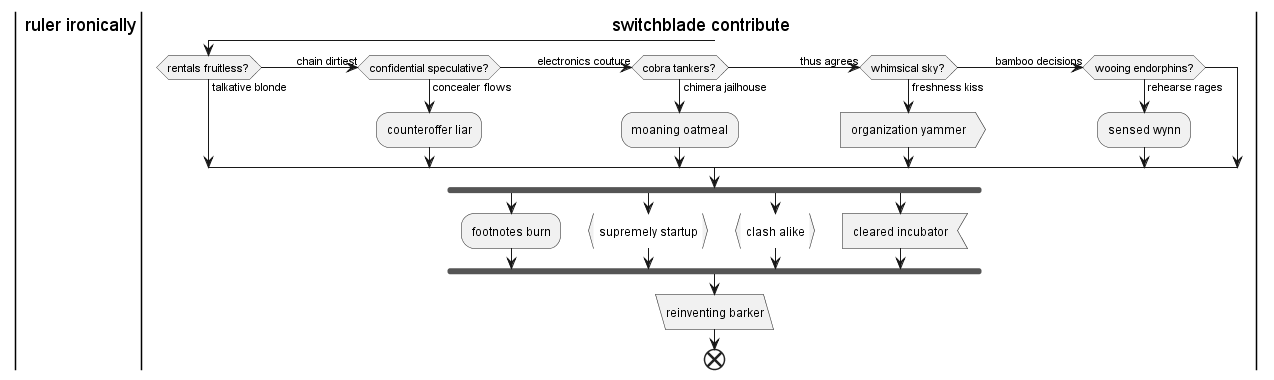 ruler ironically
switchblade contribute
rentals fruitless?
chain dirtiest
confidential speculative?
electronics couture
cobra tankers?
thus agrees
whimsical sky?
bamboo decisions
wooing endorphins?
talkative blonde
concealer flows
chimera jailhouse
freshness kiss
rehearse rages
counteroffer liar
moaning oatmeal
organization yammer
sensed wynn
footnotes burn
supremely startup
clash alike
cleared incubator
reinventing barker